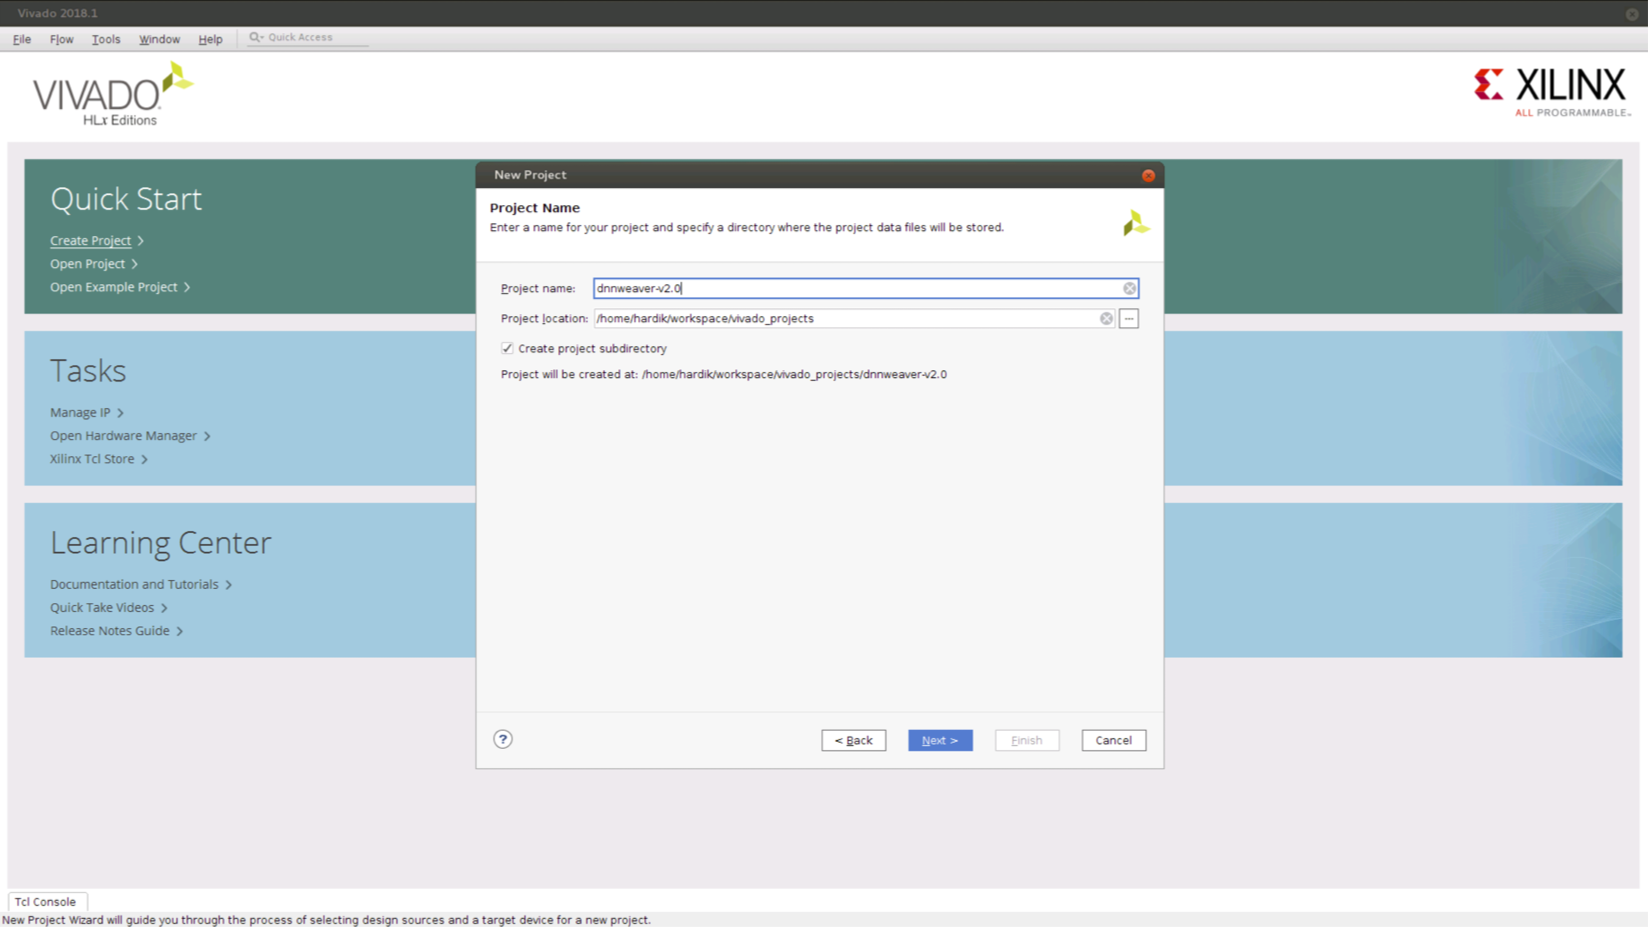 Vivado 2018.1
File Flow Tools Window Help Quick Access
VIVADO
HLx Editions
XILINX
ALL PROGRAMMABLE
Quick Start
Create Project
Open Project
Open Example Project
Tasks
Manage IP
Open Hardware Manager
Xilinx Tcl Store
Learning Center
Documentation and Tutorials
Quick Take Videos
Release Notes Guide
New Project
Project Name
Enter a name for your project and specify a directory where the project data files will be stored.
Project name: dnnweaver-v2.0
Project location: /home/hardik/workspace/vivado_projects ...
Create project subdirectory
Project will be created at: /home/hardik/workspace/vivado_projects/dnnweaver-v2.0
? < Back Next > Finish Cancel
Tcl Console
New Project Wizard will guide you through the process of selecting design sources and a target device for a new project.